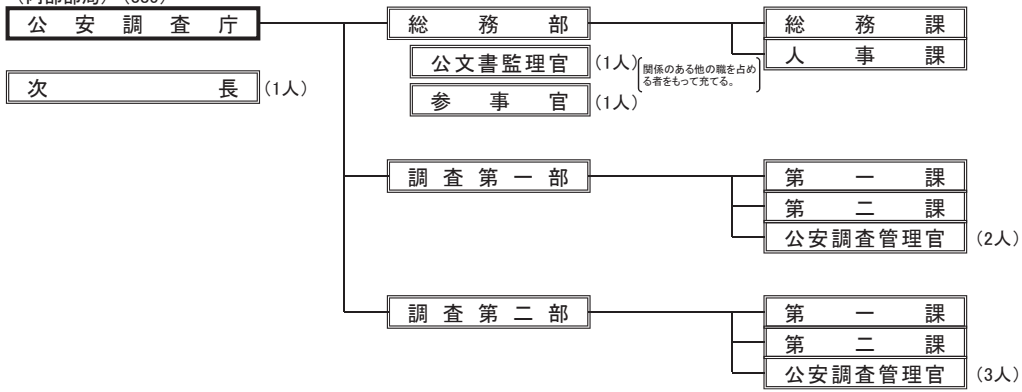 公安調査庁
次長 (1人)
総務部
公文書監理官 (1人) 関係のある他の職を占め
る者をもって充てる。
参事官 (1人)
総務課
人事課
調査第一部
第一課
第二課
公安調査管理官 (2人)
調査第二部
第一課
第二課
公安調査管理官 (3人)